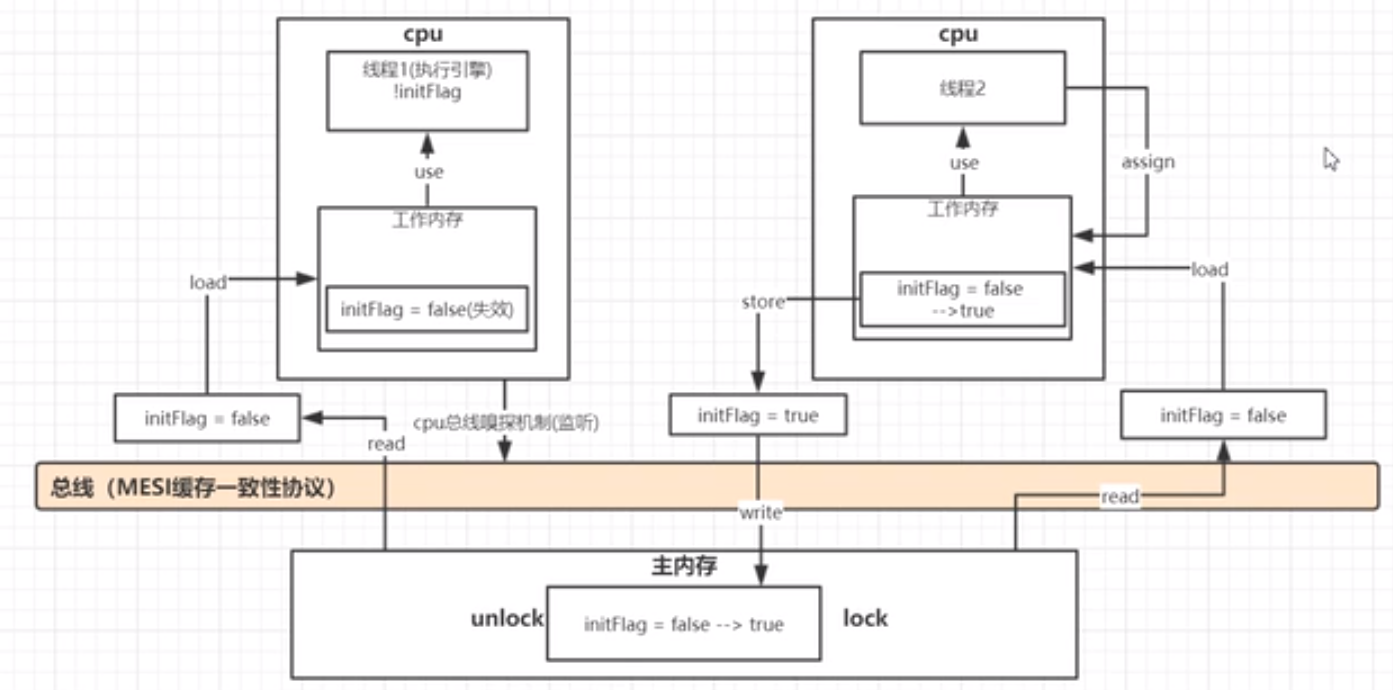 cpu
线程1(执行引擎)
!initFlag
use
工作内存
initFlag = false(失效)
load
initFlag = false
read
cpu总线嗅探机制(监听)
cpu
线程2
use
assign
工作内存
initFlag = false
-->true
store
load
initFlag = true
initFlag = false
总线（MESI缓存一致性协议）
write
read
主内存
unlock
initFlag = false --> true
lock